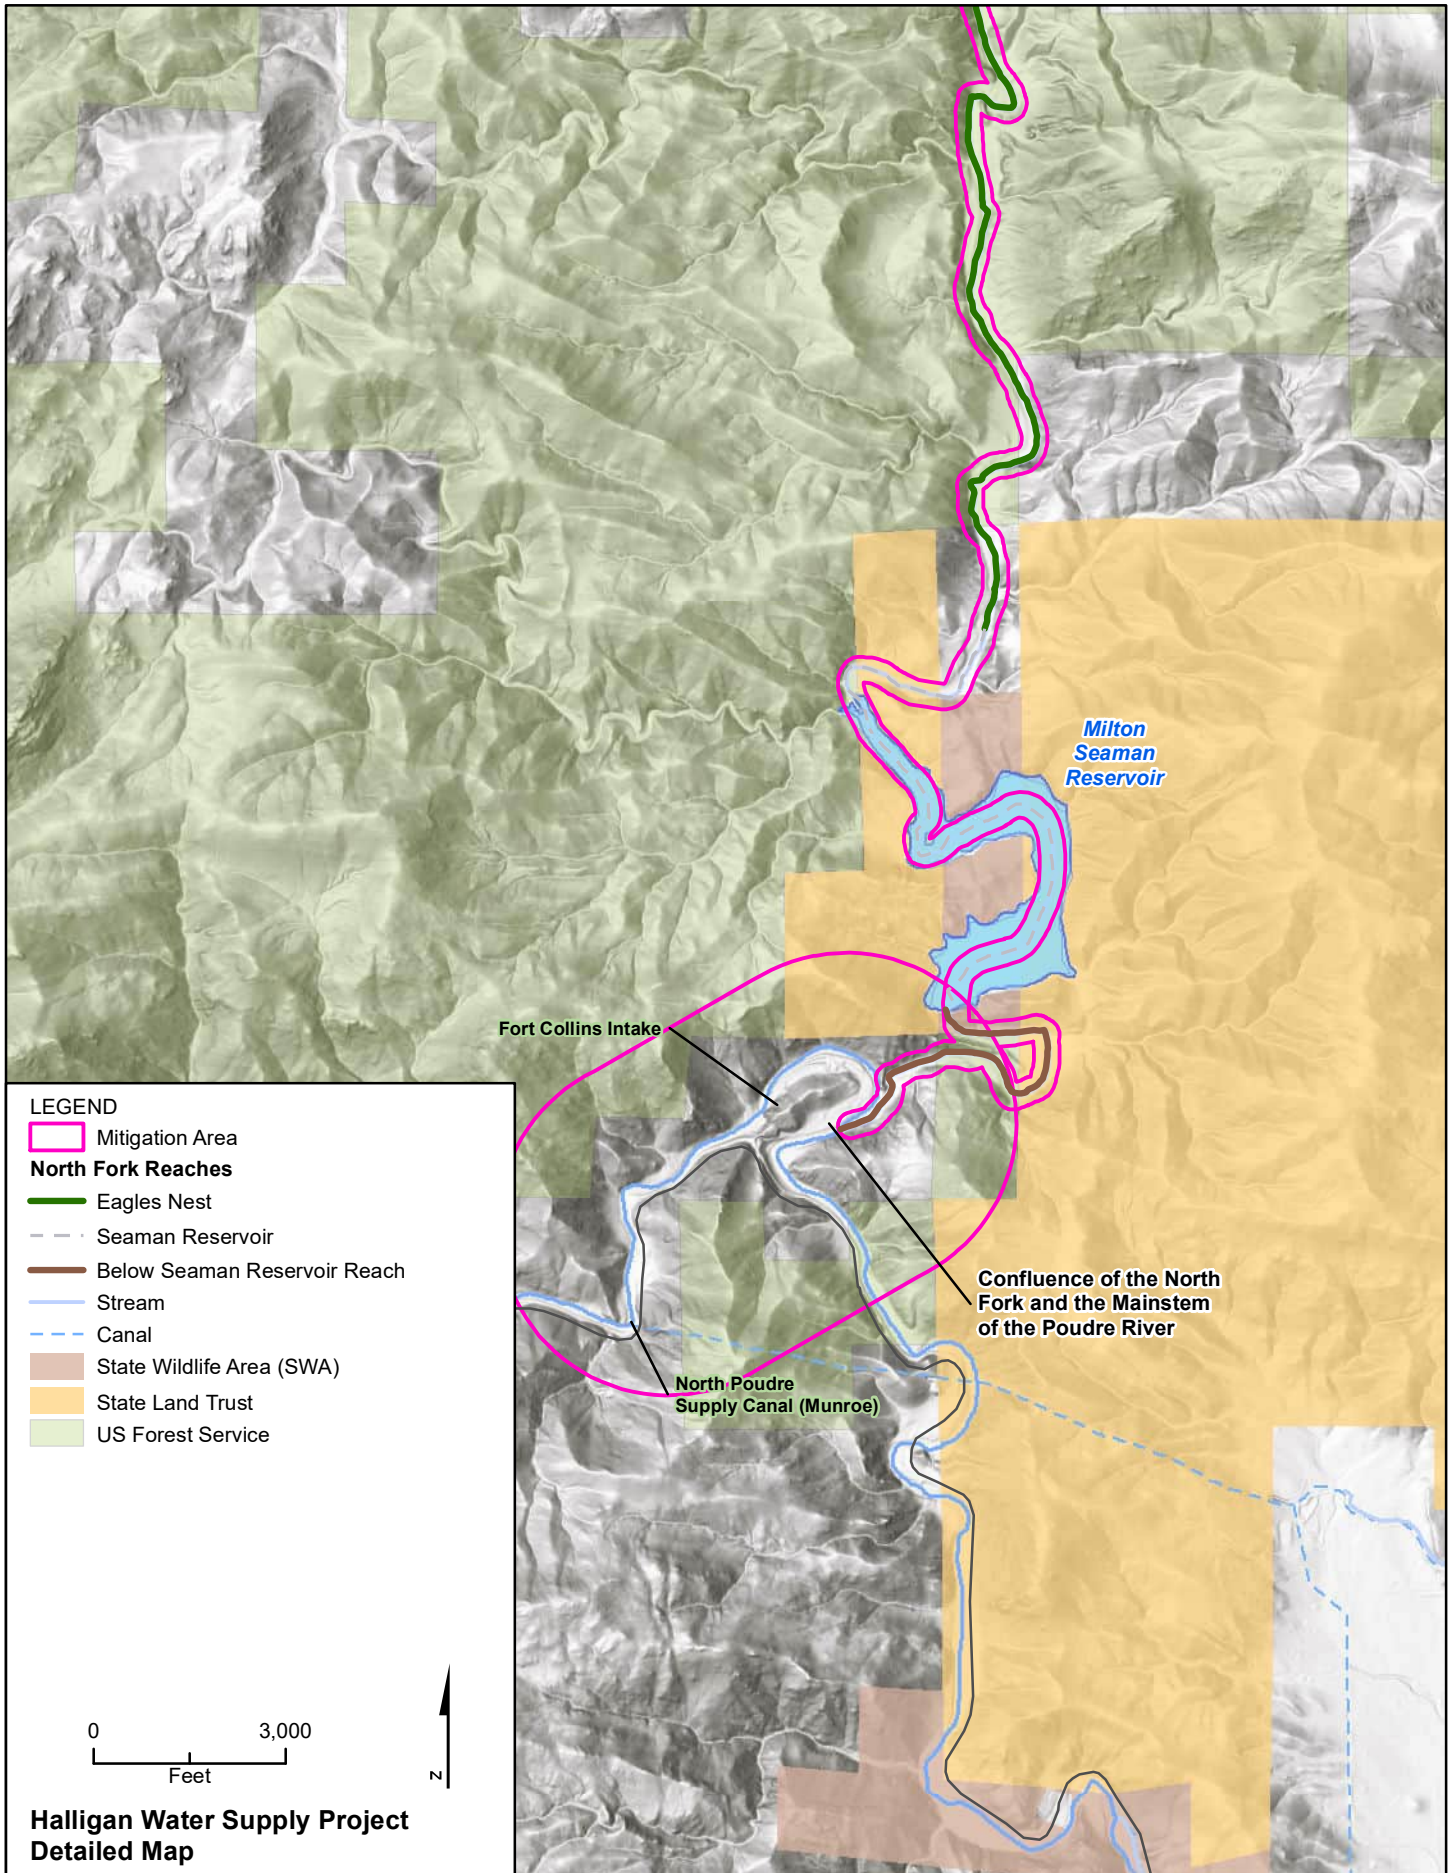 Milton
Seaman
Reservoir
Fort Collins Intake
Confluence of the North
Fork and the Mainstem
of the Poudre River
North Poudre
Supply Canal (Munroe)
LEGEND
Mitigation Area
North Fork Reaches
Eagles Nest
Seaman Reservoir
Below Seaman Reservoir Reach
Stream
Canal
State Wildlife Area (SWA)
State Land Trust
US Forest Service
0 3,000
Feet
N
Halligan Water Supply Project
Detailed Map